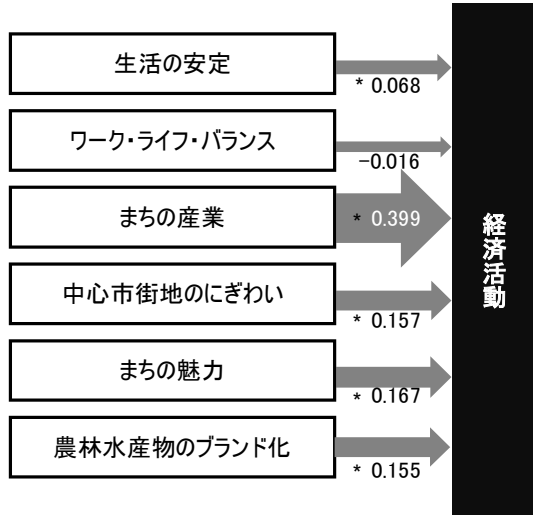 生活の安定
* 0.068
ワーク・ライフ・バランス
-0.016
まちの産業
* 0.399
中心市街地のにぎわい
* 0.157
まちの魅力
* 0.167
農林水産物のブランド化
* 0.155
経済活動